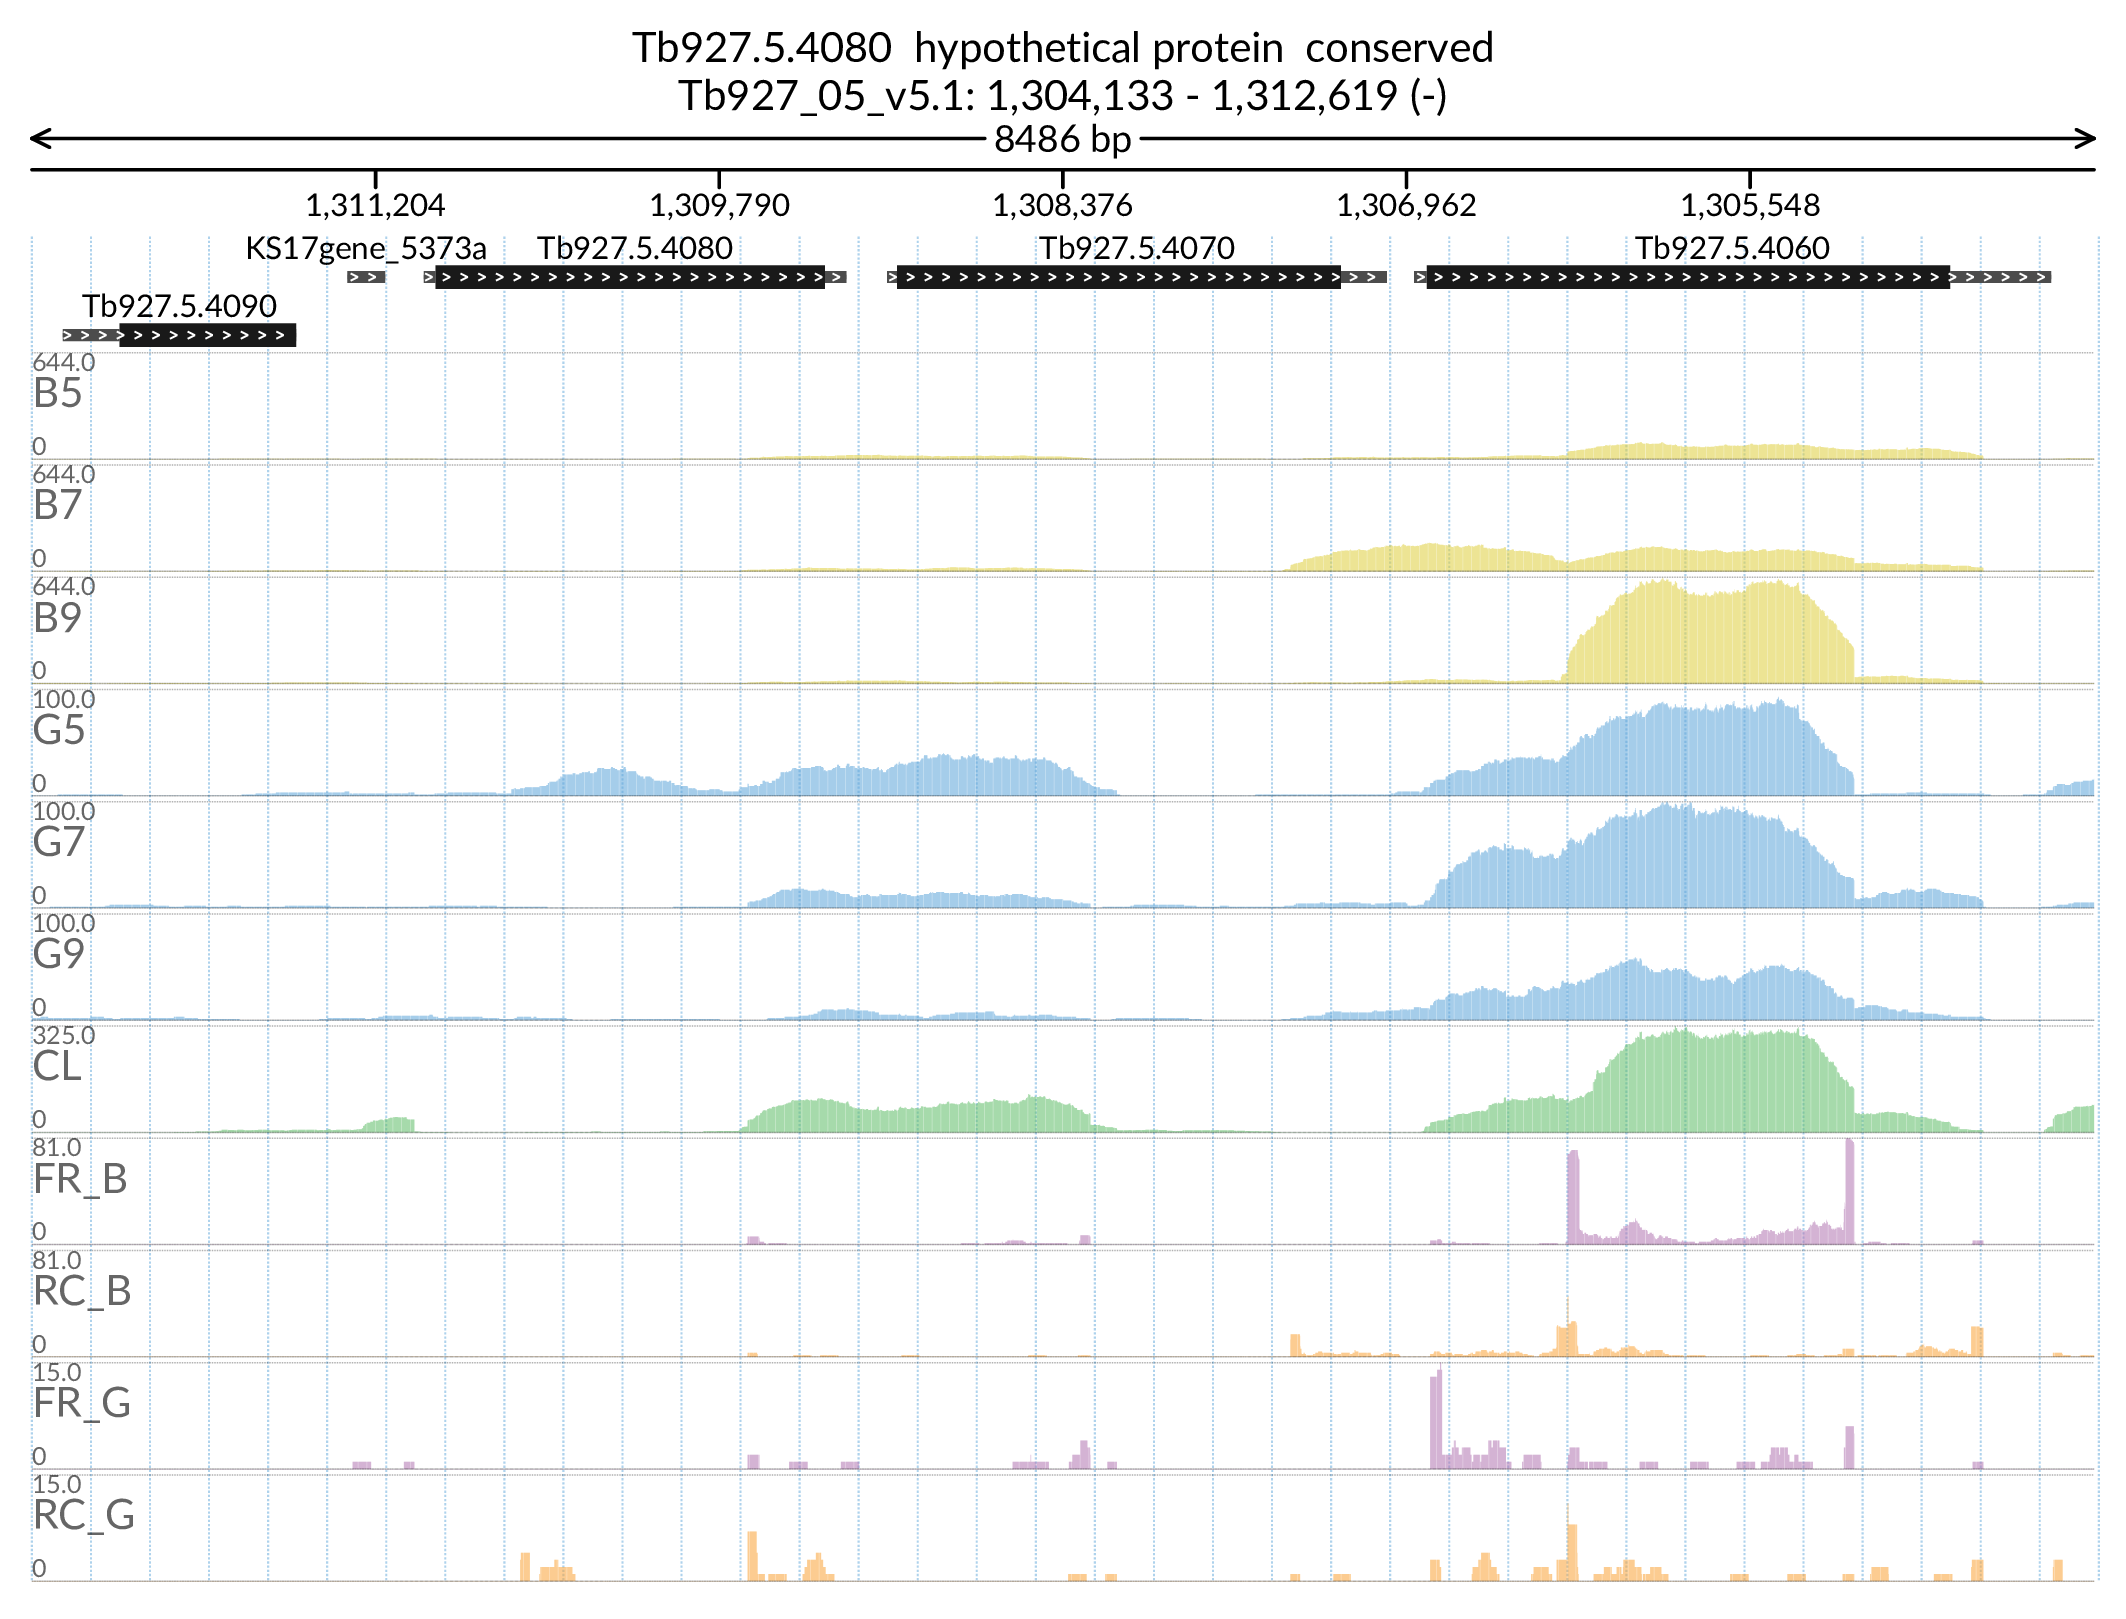 Tb927.5.4080  hypothetical protein  conserved
Tb927_05_v5.1: 1,304,133 - 1,312,619 (-)
8486 bp
1,311,204 1,309,790 1,308,376 1,306,962 1,305,548
KS17gene_5373a Tb927.5.4080 Tb927.5.4070 Tb927.5.4060
Tb927.5.4090
644.0
B5
0
644.0
B7
0
644.0
B9
0
100.0
G5
0
100.0
G7
0
100.0
G9
0
325.0
CL
0
81.0
FR_B
0
81.0
RC_B
0
15.0
FR_G
0
15.0
RC_G
0